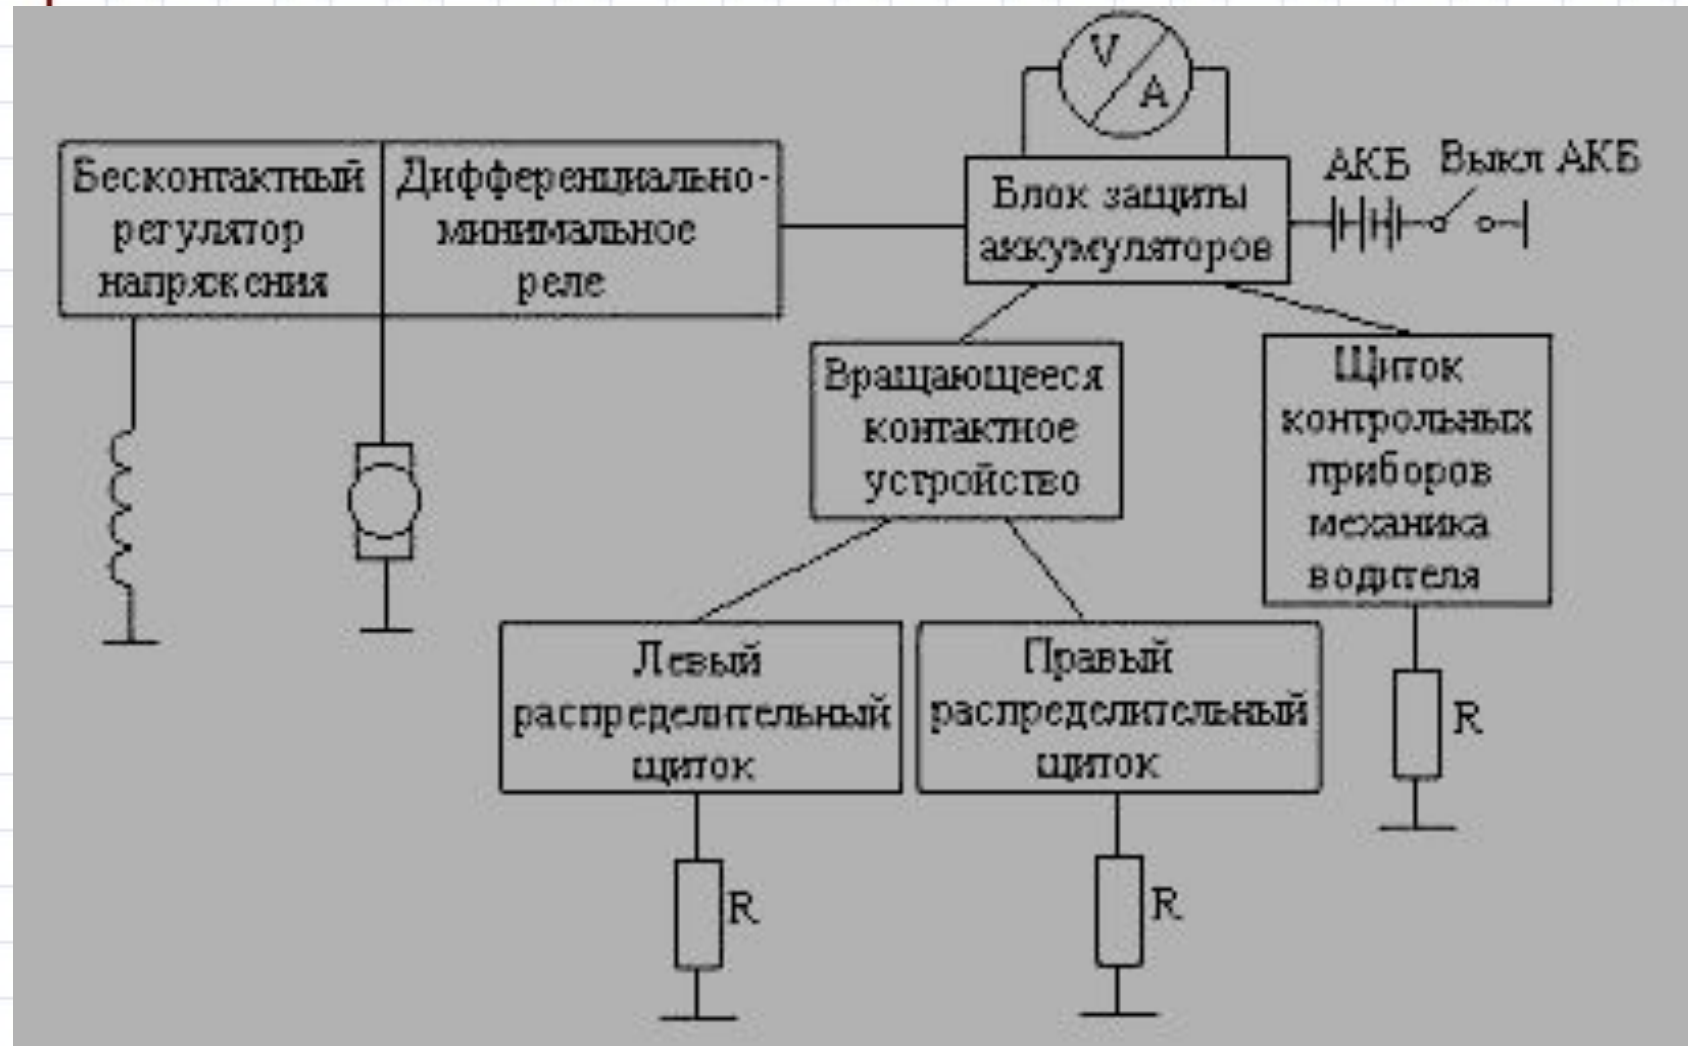 V
A
Бесконтактный
регулятор
напряжения
Дифференциально-
минимальное
реле
Блок защиты
аккумуляторов
АКБ
Выкл АКБ
Вращающееся
контактное
устройство
Щиток
контрольных
приборов
механика
водителя
R
Левый
распределительный
щиток
R
Правый
распределительный
щиток
R